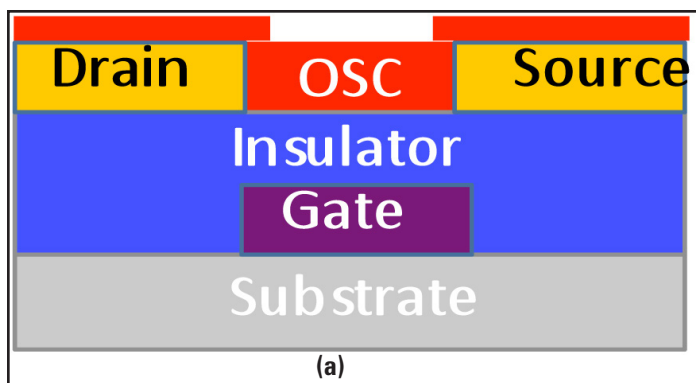 Drain OSC Source
Insulator
Gate
Substrate
(a)